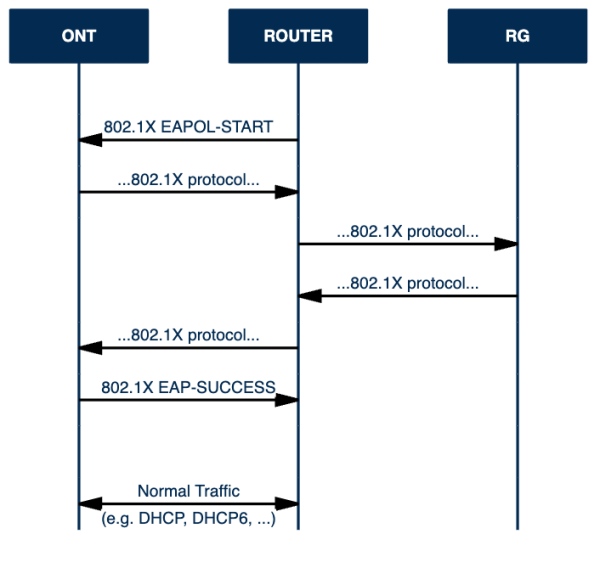 ONT
ROUTER
RG
802.1X EAPOL-START
...802.1X protocol...
...802.1X protocol...
...802.1X protocol...
...802.1X protocol...
802.1X EAP-SUCCESS
Normal Traffic
(e.g. DHCP, DHCP6, ...)